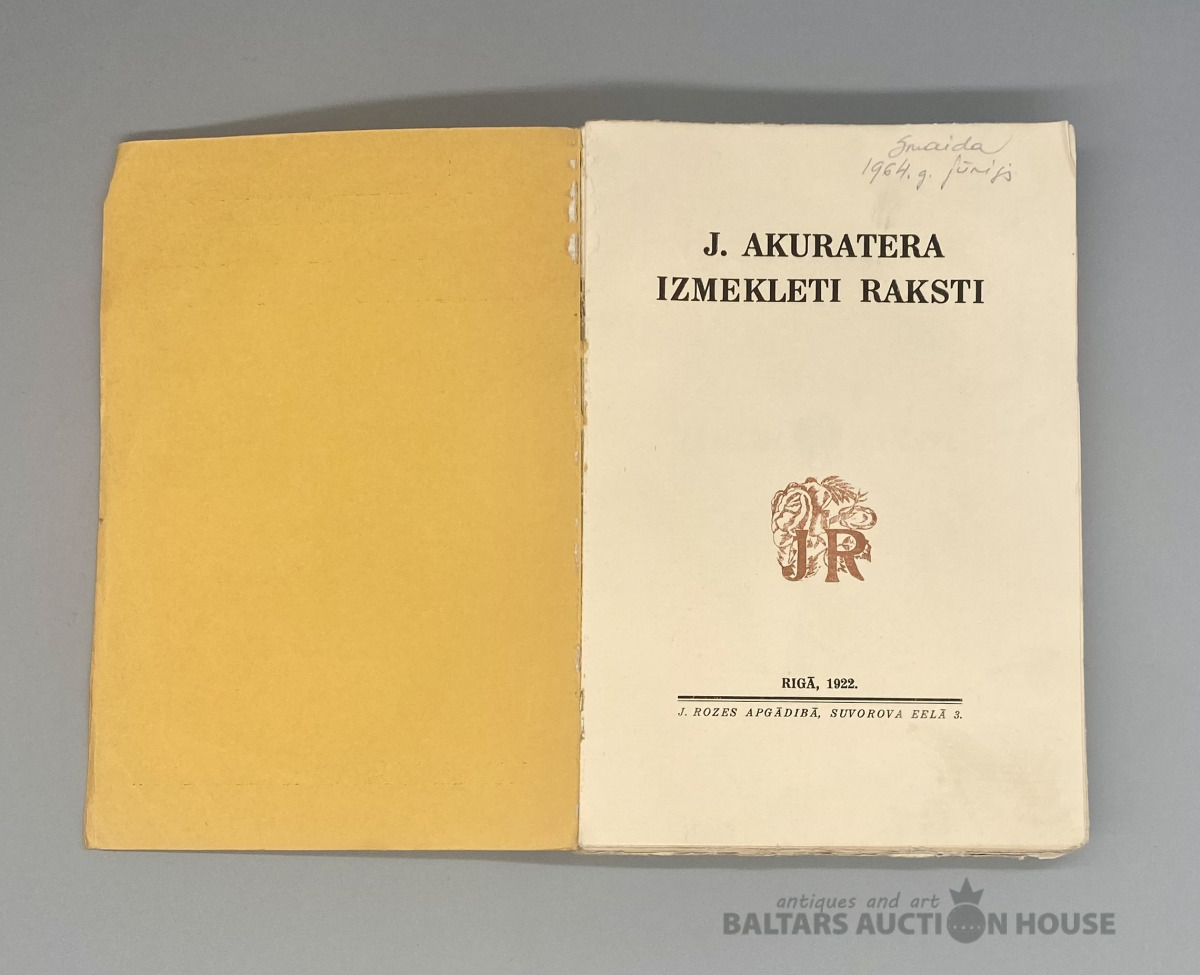 Smaida
1964. g. jūnijs
J. AKURATERA
IZMEKLETI RAKSTI
JR
RIGĀ, 1922.
J. ROZES APGĀDIBĀ, SUVOROVA EELĀ 3.
antiques and art
BALTARS AUCTION HOUSE